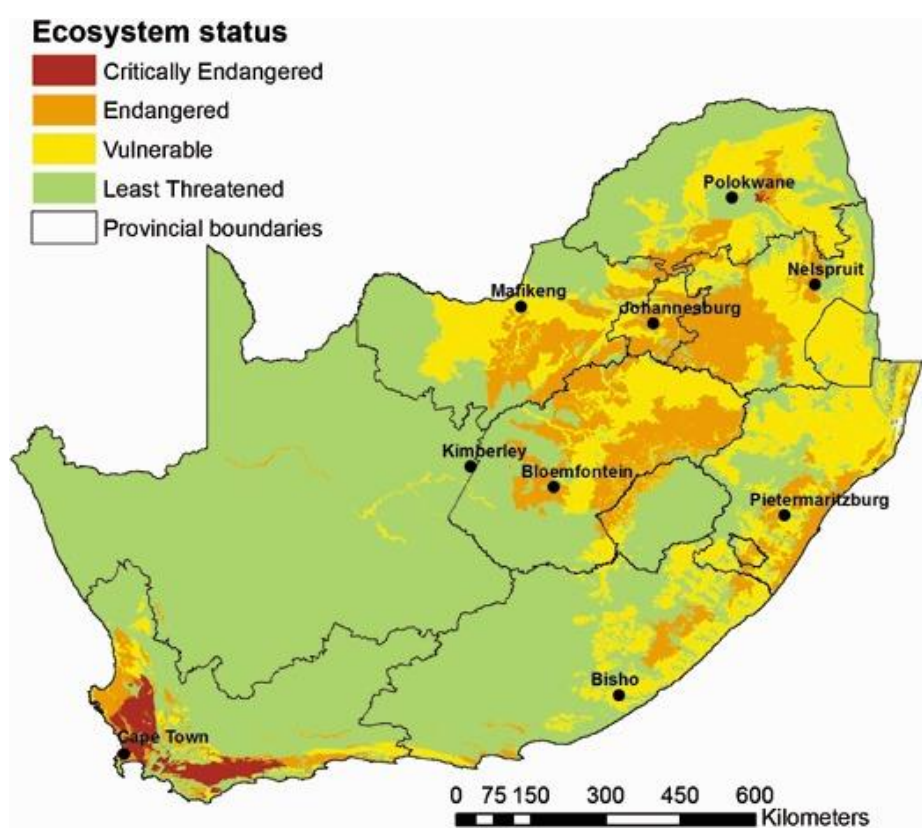 Ecosystem status
Critically Endangered
Endangered
Vulnerable
Least Threatened
Provincial boundaries
Polokwane
Nelspruit
Mafikeng
Johannesburg
Kimberley
Bloemfontein
Pietermaritzburg
Bisho
Cape Town
0 75 150 300 450 600
Kilometers